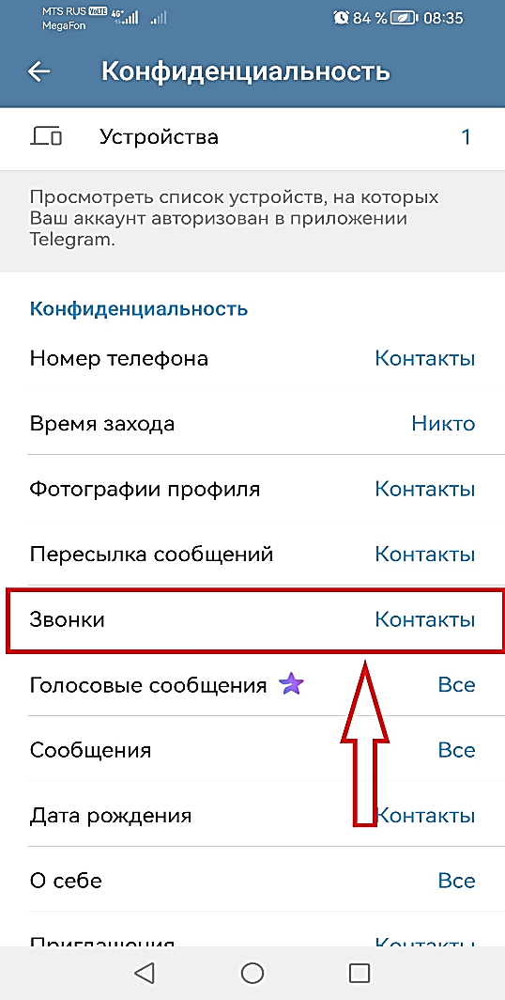 MTS RUS VoLTE 4G+
MegaFon
84 % 08:35
Конфиденциальность
Устройства 1
Просмотреть список устройств, на которых
Ваш аккаунт авторизован в приложении
Telegram.
Конфиденциальность
Номер телефона Контакты
Время захода Никто
Фотографии профиля Контакты
Пересылка сообщений Контакты
Звонки Контакты
Голосовые сообщения Все
Сообщения Все
Дата рождения Контакты
О себе Все
Приглашения Контакты